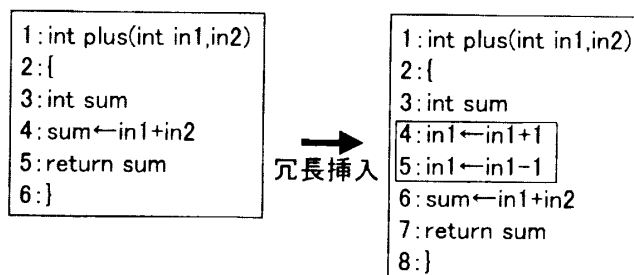 1:int plus(int in1,in2)
2:{
3:int sum
4:sum←in1+in2
5:return sum
6:}
冗長挿入
1:int plus(int in1,in2)
2:{
3:int sum
4:in1←in1+1
5:in1←in1-1
6:sum←in1+in2
7:return sum
8:}